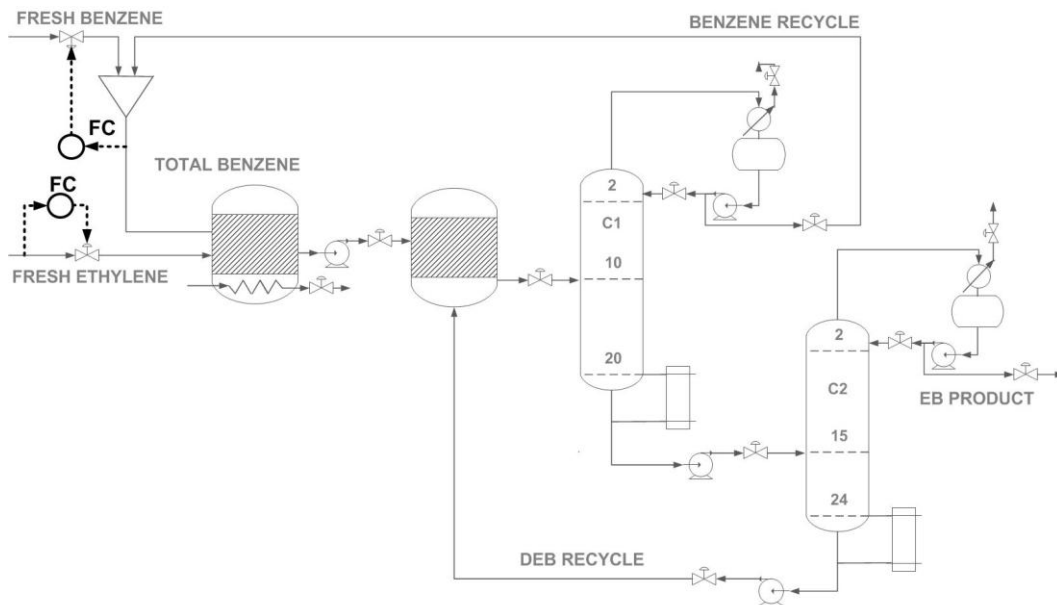 FRESH BENZENE
BENZENE RECYCLE
FC
TOTAL BENZENE
FC
2
C1
FRESH ETHYLENE
10
2
20
C2
EB PRODUCT
15
24
DEB RECYCLE